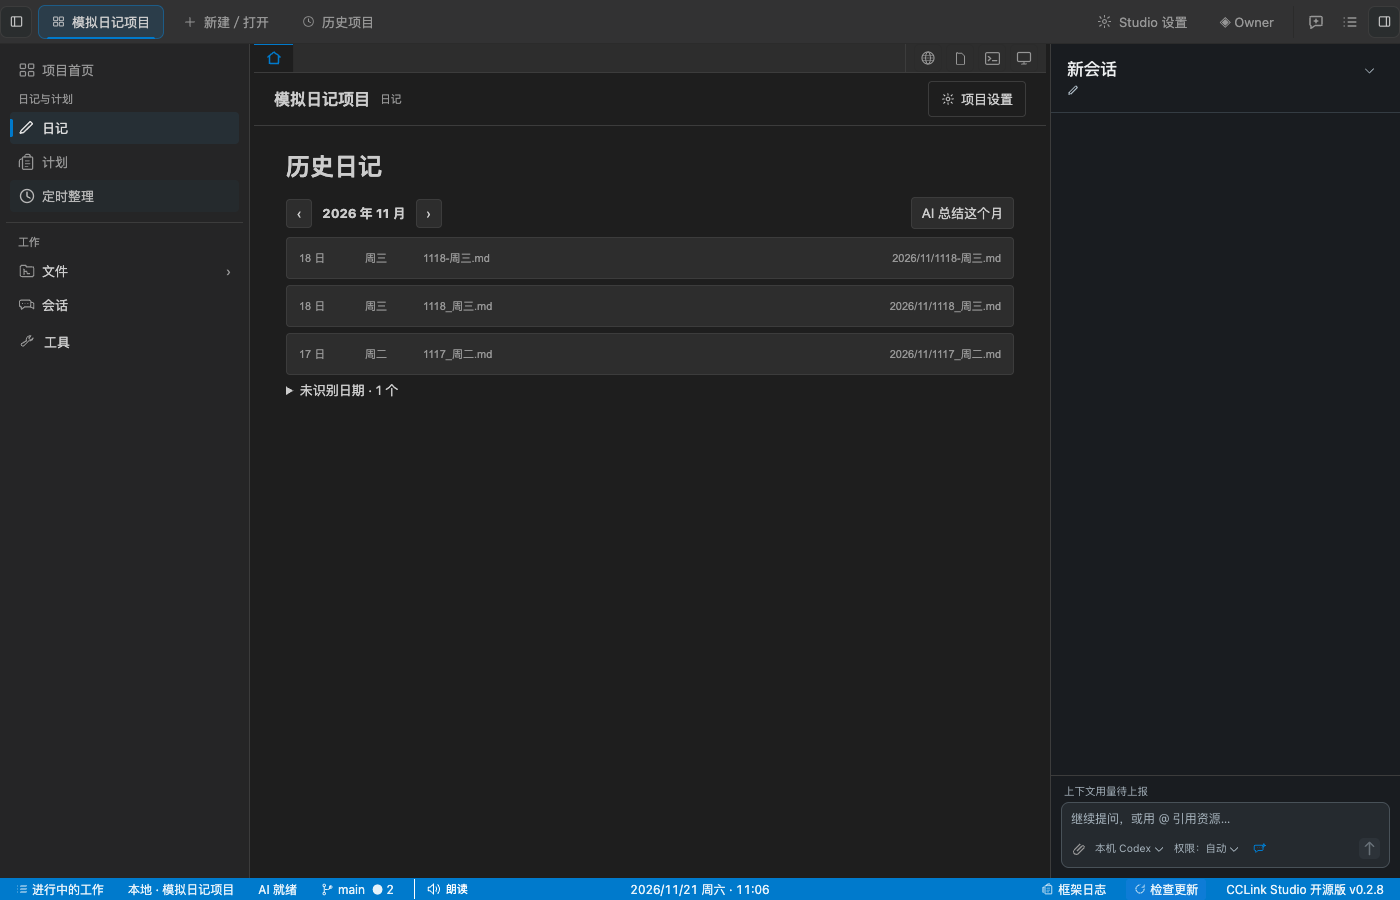 模拟日记项目
新建 / 打开
历史项目
Studio 设置
Owner
项目首页
日记与计划
日记
计划
定时整理
工作
文件
会话
工具
模拟日记项目 日记
项目设置
历史日记
2026 年 11 月
AI 总结这个月
18 日 周三 1118-周三.md 2026/11/1118-周三.md
18 日 周三 1118_周三.md 2026/11/1118_周三.md
17 日 周二 1117_周二.md 2026/11/1117_周二.md
未识别日期 · 1 个
新会话
上下文用量待上报
继续提问，或用 @ 引用资源...
本机 Codex 权限：自动
进行中的工作 本地 · 模拟日记项目 AI 就绪 main 2 朗读 2026/11/21 周六 · 11:06 框架日志 检查更新 CCLink Studio 开源版 v0.2.8